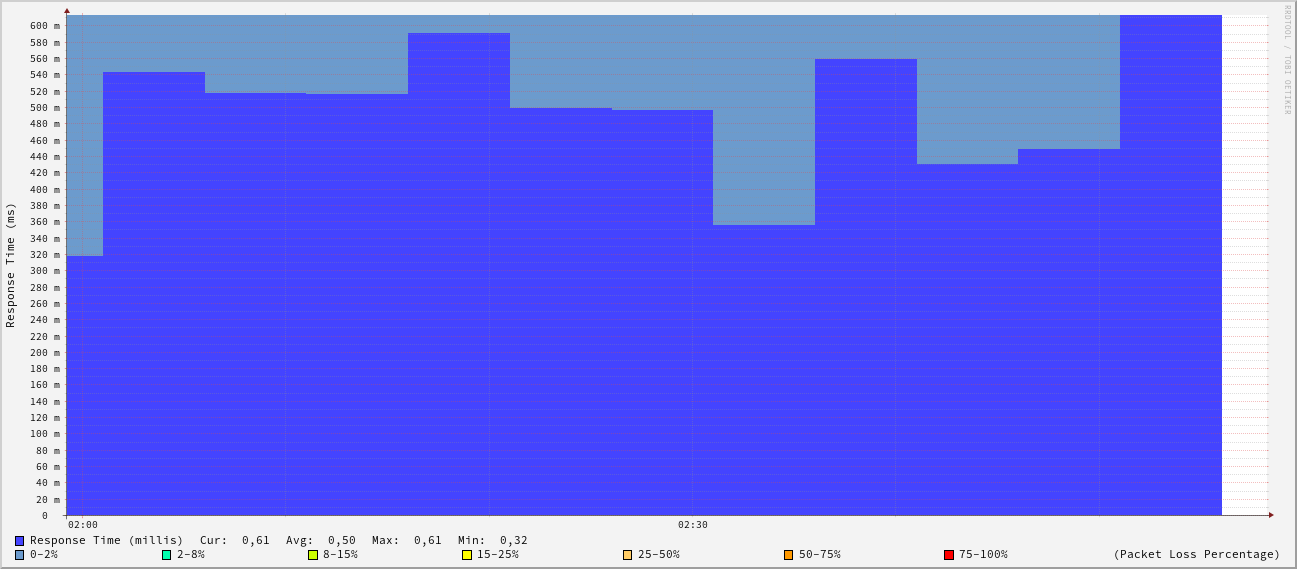 RRDTOOL / TOBI OETIKER
Response Time (ms)
600 m
580 m
560 m
540 m
520 m
500 m
480 m
460 m
440 m
420 m
400 m
380 m
360 m
340 m
320 m
300 m
280 m
260 m
240 m
220 m
200 m
180 m
160 m
140 m
120 m
100 m
80 m
60 m
40 m
20 m
0
02:00 02:30
Response Time (millis) Cur: 0,61 Avg: 0,50 Max: 0,61 Min: 0,32
0-2% 2-8% 8-15% 15-25% 25-50% 50-75% 75-100% (Packet Loss Percentage)